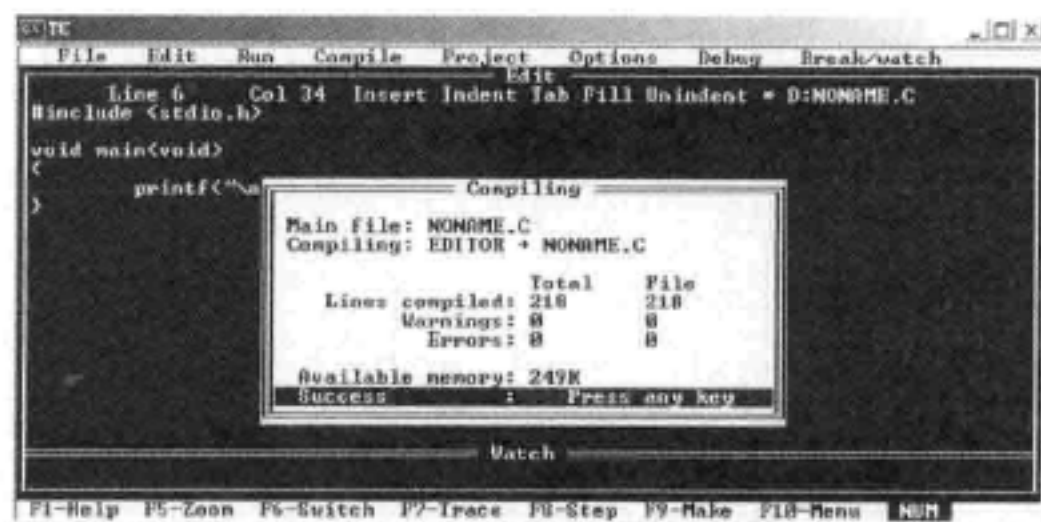 TC
File Edit Run Compile Project Options Debug Break/watch
Edit
Line 6 Col 34 Insert Indent Tab Fill Unindent * D:NONAME.C
#include <stdio.h>
void main(void)
{
printf("\n
}
Compiling
Main file: NONAME.C
Compiling: EDITOR → NONAME.C
Total File
Lines compiled: 218 218
Warnings: 0 0
Errors: 0 0
Available memory: 249K
Success : Press any key
Watch
F1-Help F5-Zoom F6-Switch F7-Trace F8-Step F9-Make F10-Menu NUM